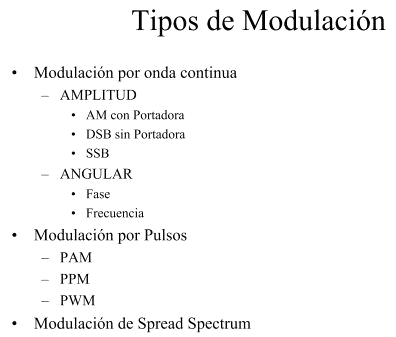 Tipos de Modulación
• Modulación por onda continua
– AMPLITUD
• AM con Portadora
• DSB sin Portadora
• SSB
– ANGULAR
• Fase
• Frecuencia
• Modulación por Pulsos
– PAM
– PPM
– PWM
• Modulación de Spread Spectrum